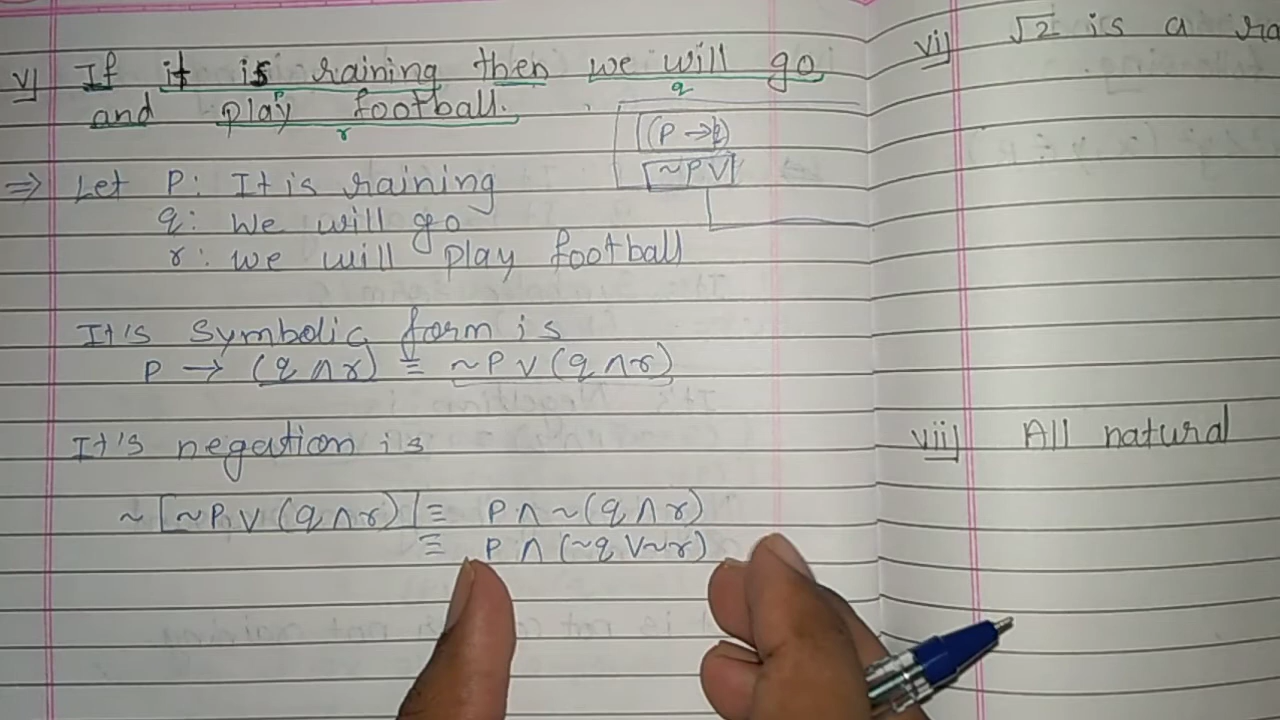 v) If it is raining then we will go
and play football.
p
q
r
(P →
~P V
⇒ Let P: It is raining
q: We will go
r: we will play football
It's Symbolic form is
P → (q ∧ r) ≡ ~P V (q ∧ r)
It's negation is
~[~P V (q ∧ r)] ≡ P ∧ ~(q ∧ r)
≡ P ∧ (~q V ~r)
vi) √2 is a
vii) All natural